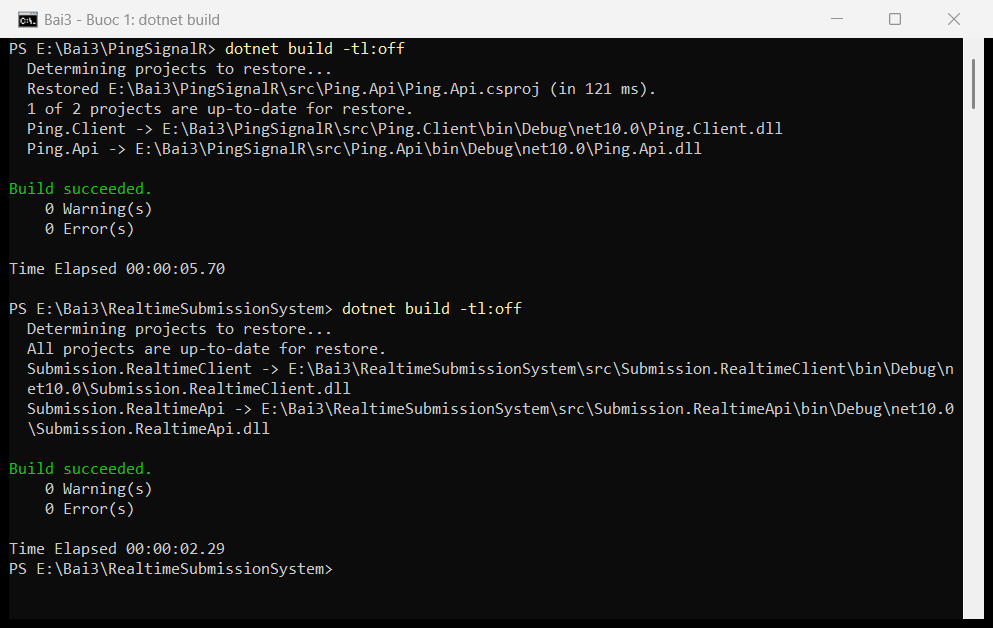 Bai3 - Buoc 1: dotnet build
PS E:\Bai3\PingSignalR> dotnet build -tl:off
Determining projects to restore...
Restored E:\Bai3\PingSignalR\src\Ping.Api\Ping.Api.csproj (in 121 ms).
1 of 2 projects are up-to-date for restore.
Ping.Client -> E:\Bai3\PingSignalR\src\Ping.Client\bin\Debug\net10.0\Ping.Client.dll
Ping.Api -> E:\Bai3\PingSignalR\src\Ping.Api\bin\Debug\net10.0\Ping.Api.dll
Build succeeded.
0 Warning(s)
0 Error(s)
Time Elapsed 00:00:05.70
PS E:\Bai3\RealtimeSubmissionSystem> dotnet build -tl:off
Determining projects to restore...
All projects are up-to-date for restore.
Submission.RealtimeClient -> E:\Bai3\RealtimeSubmissionSystem\src\Submission.RealtimeClient\bin\Debug\n
et10.0\Submission.RealtimeClient.dll
Submission.RealtimeApi -> E:\Bai3\RealtimeSubmissionSystem\src\Submission.RealtimeApi\bin\Debug\net10.0
\Submission.RealtimeApi.dll
Build succeeded.
0 Warning(s)
0 Error(s)
Time Elapsed 00:00:02.29
PS E:\Bai3\RealtimeSubmissionSystem>